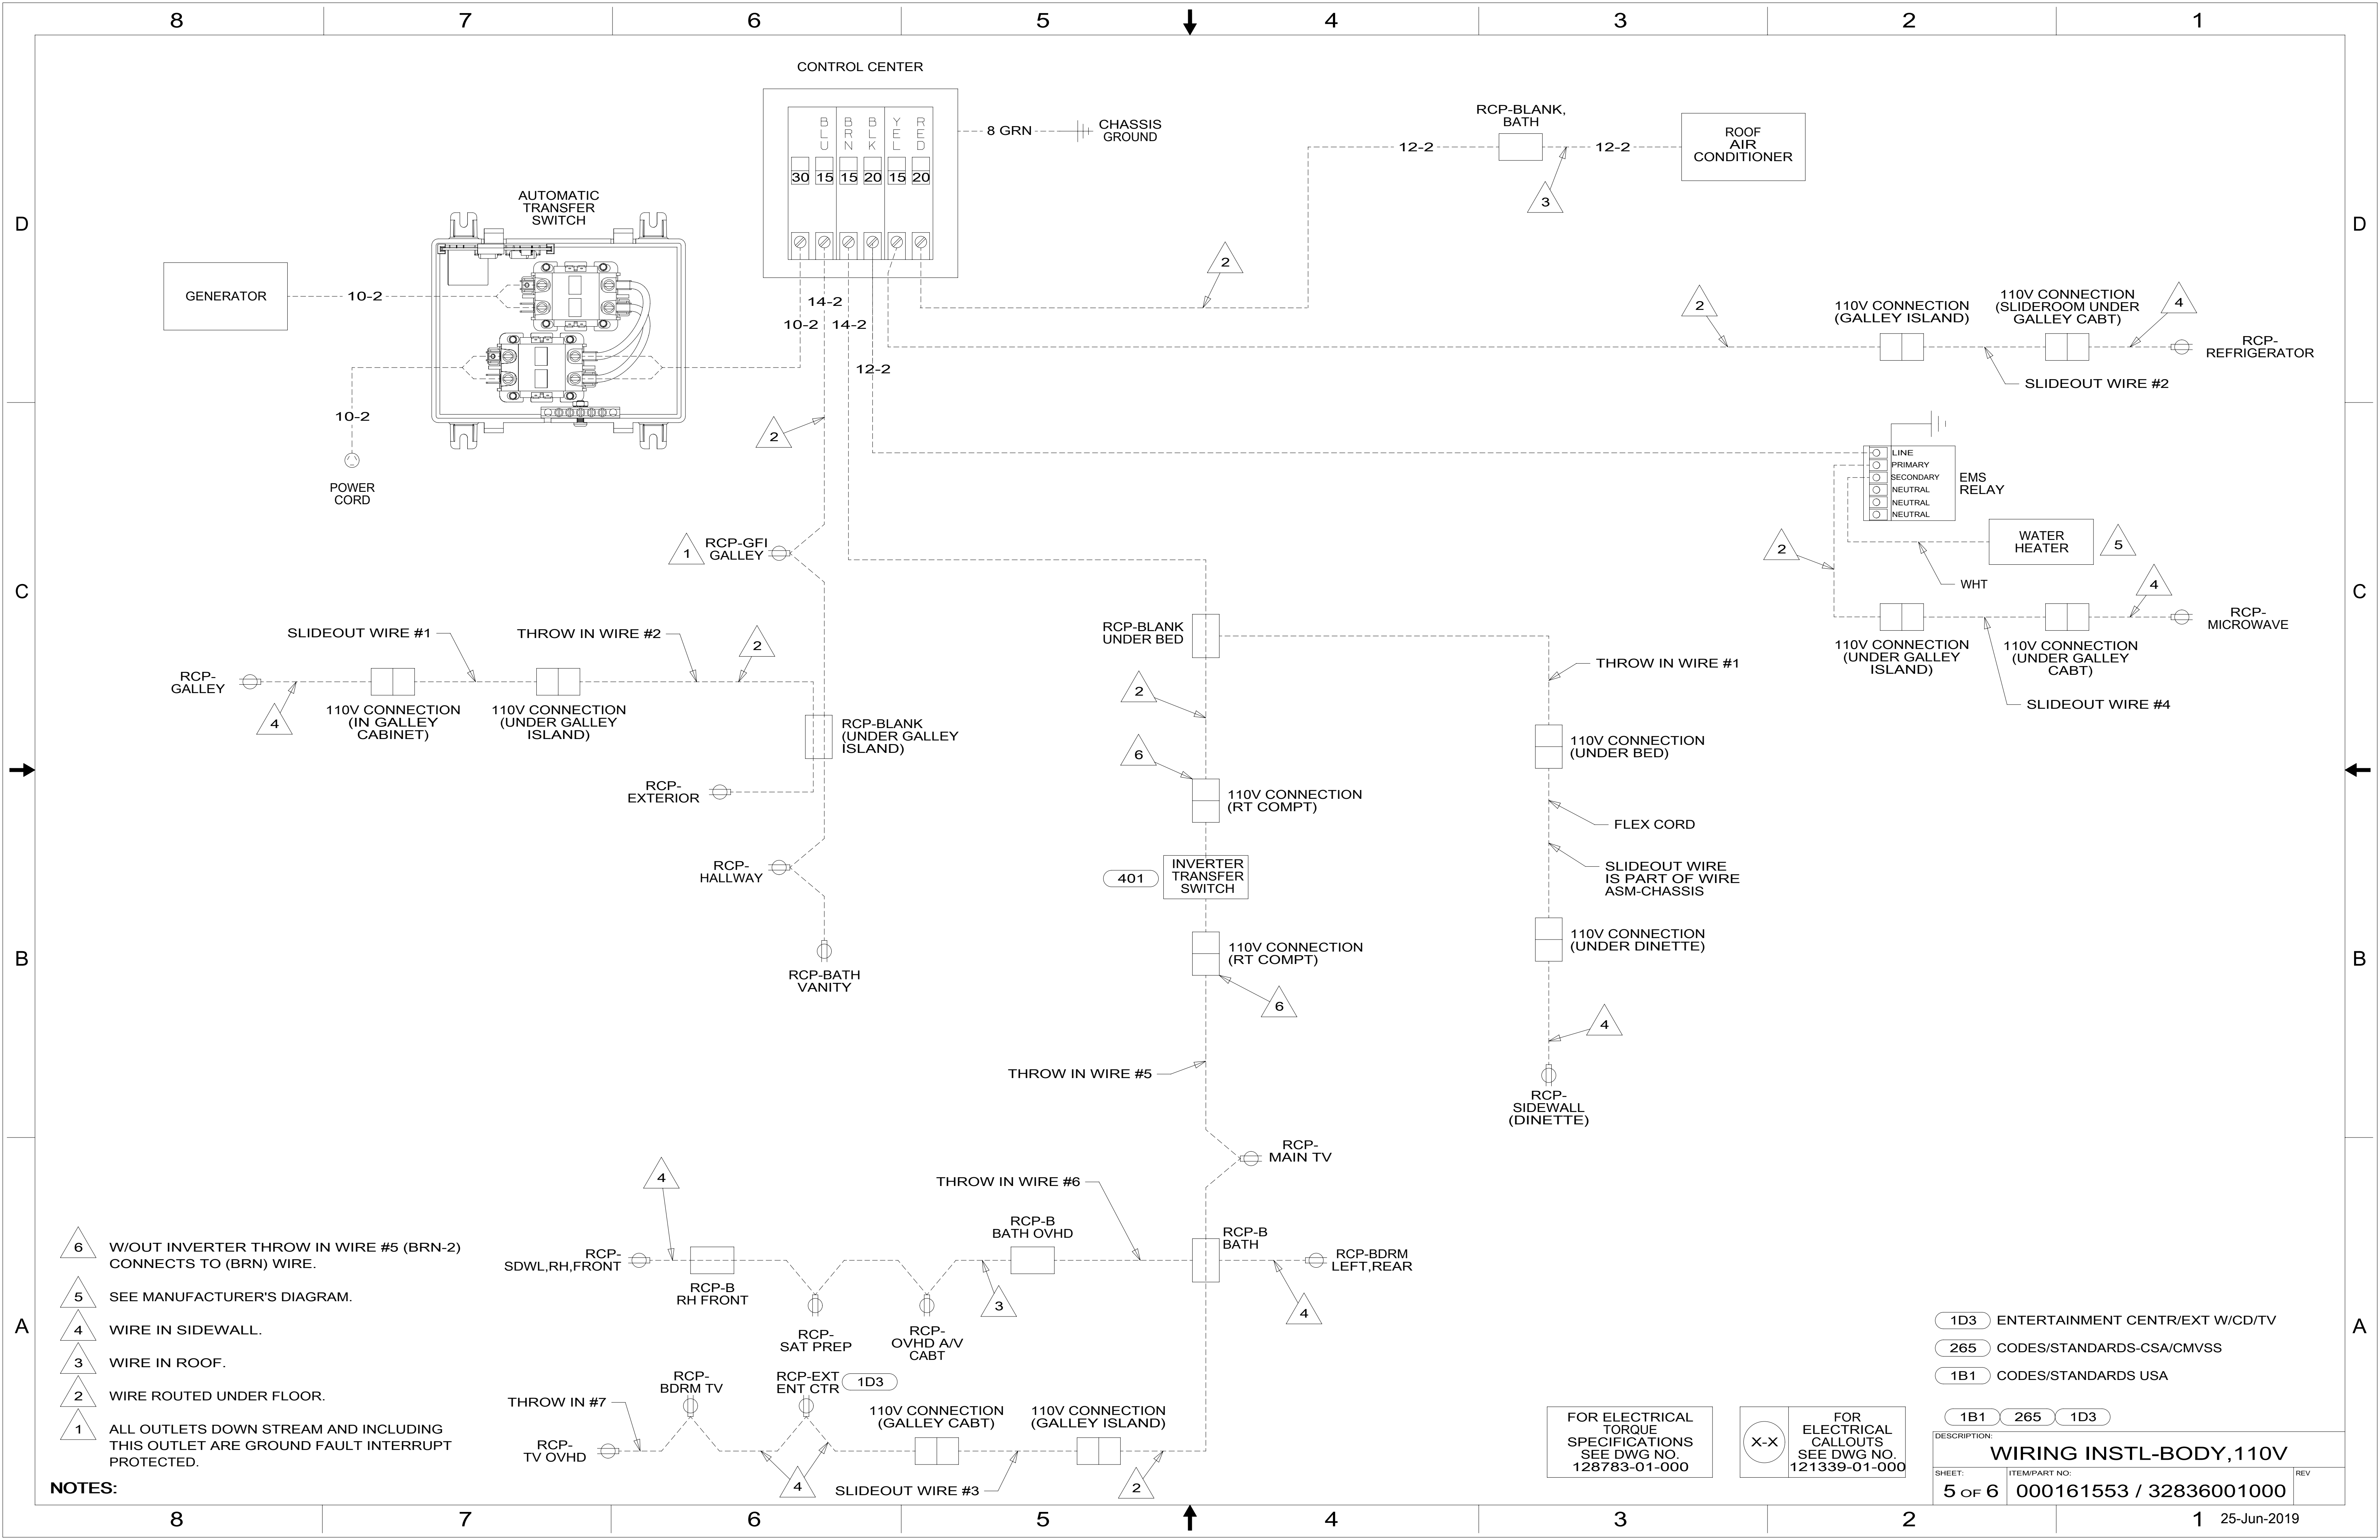 8 7 6 5 4 3 2 1
CONTROL CENTER
BLU BRN BLK YEL RED
30 15 15 20 15 20
8 GRN
CHASSIS
GROUND
RCP-BLANK,
BATH
12-2
12-2
3
ROOF
AIR
CONDITIONER
D
D
AUTOMATIC
TRANSFER
SWITCH
GENERATOR
10-2
14-2
10-2
14-2
12-2
2
2
110V CONNECTION
(GALLEY ISLAND)
110V CONNECTION
(SLIDEROOM UNDER
GALLEY CABT)
4
RCP-
REFRIGERATOR
SLIDEOUT WIRE #2
10-2
POWER
CORD
2
LINE
PRIMARY
SECONDARY
NEUTRAL
NEUTRAL
NEUTRAL
EMS
RELAY
WATER
HEATER
5
2
WHT
1
RCP-GFI
GALLEY
C
C
4
RCP-
MICROWAVE
110V CONNECTION
(UNDER GALLEY
ISLAND)
110V CONNECTION
(UNDER GALLEY
CABT)
SLIDEOUT WIRE #4
SLIDEOUT WIRE #1
THROW IN WIRE #2
2
RCP-
GALLEY
4
110V CONNECTION
(IN GALLEY
CABINET)
110V CONNECTION
(UNDER GALLEY
ISLAND)
RCP-BLANK
(UNDER GALLEY
ISLAND)
RCP-
EXTERIOR
RCP-
HALLWAY
RCP-BATH
VANITY
RCP-BLANK
UNDER BED
2
6
110V CONNECTION
(RT COMPT)
401
INVERTER
TRANSFER
SWITCH
110V CONNECTION
(RT COMPT)
6
THROW IN WIRE #5
THROW IN WIRE #1
110V CONNECTION
(UNDER BED)
FLEX CORD
SLIDEOUT WIRE
IS PART OF WIRE
ASM-CHASSIS
110V CONNECTION
(UNDER DINETTE)
4
RCP-
SIDEWALL
(DINETTE)
B
B
RCP-
MAIN TV
THROW IN WIRE #6
4
RCP-
SDWL,RH,FRONT
RCP-B
RH FRONT
RCP-
SAT PREP
RCP-
OVHD A/V
CABT
3
RCP-B
BATH OVHD
RCP-B
BATH
RCP-BDRM
LEFT,REAR
4
THROW IN #7
RCP-
BDRM TV
RCP-EXT
ENT CTR
1D3
RCP-
TV OVHD
4
110V CONNECTION
(GALLEY CABT)
110V CONNECTION
(GALLEY ISLAND)
SLIDEOUT WIRE #3
2
A
A
6 W/OUT INVERTER THROW IN WIRE #5 (BRN-2)
CONNECTS TO (BRN) WIRE.
5 SEE MANUFACTURER'S DIAGRAM.
4 WIRE IN SIDEWALL.
3 WIRE IN ROOF.
2 WIRE ROUTED UNDER FLOOR.
1 ALL OUTLETS DOWN STREAM AND INCLUDING
THIS OUTLET ARE GROUND FAULT INTERRUPT
PROTECTED.
NOTES:
1D3 ENTERTAINMENT CENTR/EXT W/CD/TV
265 CODES/STANDARDS-CSA/CMVSS
1B1 CODES/STANDARDS USA
1B1 265 1D3
FOR ELECTRICAL
TORQUE
SPECIFICATIONS
SEE DWG NO.
128783-01-000
X-X
FOR
ELECTRICAL
CALLOUTS
SEE DWG NO.
121339-01-000
DESCRIPTION:
WIRING INSTL-BODY,110V
SHEET:
5 OF 6
ITEM/PART NO:
000161553 / 32836001000
REV
8 7 6 5 4 3 2 1
25-Jun-2019